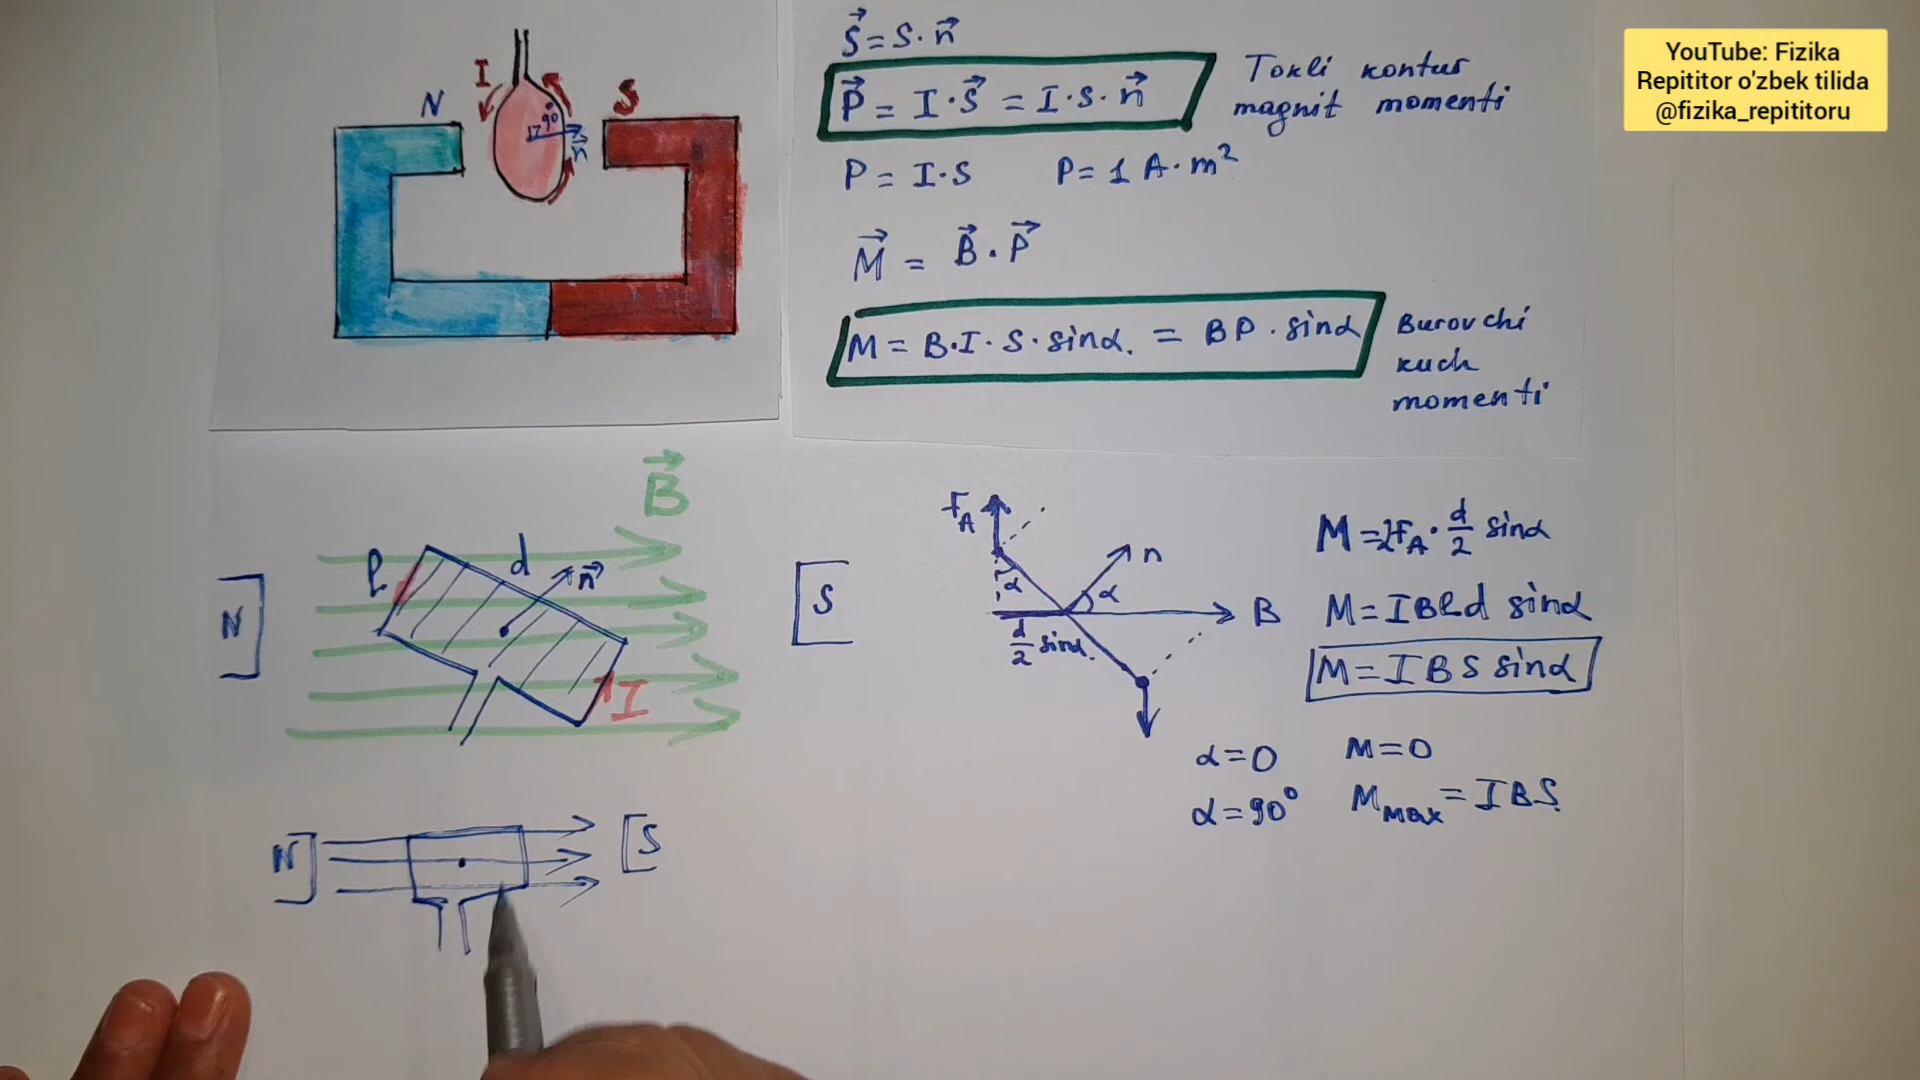 YouTube: Fizika
Repititor o'zbek tilida
@fizika_repititoru
I
N
S
90°
n⃗
S⃗ = S · n⃗
P⃗ = I · S⃗ = I · S · n⃗
Tokli kontur
magnit momenti
P = I · S
P = 1 A · m²
M⃗ = B⃗ · P⃗
M = B · I · S · sinα. = BP · sinα
Burovchi
kuch
momenti
B⃗
ℓ
d
n⃗
N
S
I
F_A
n
α
α
B
d/2 sinα.
M = 2F_A · d/2 sinα
M = IBℓd sinα
M = IBS sinα
α = 0 M = 0
α = 90° M_max = IBS.
N
S